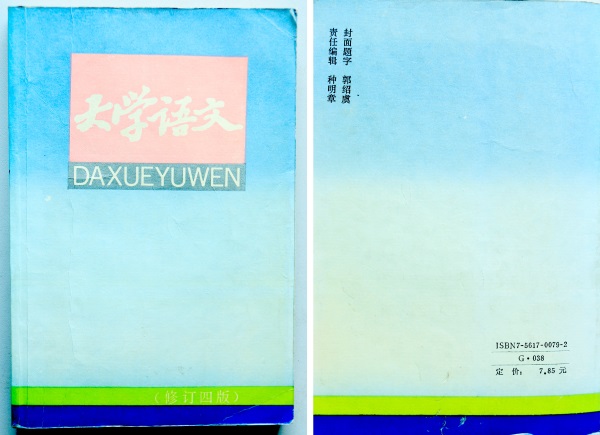 大学语文
DAXUEYUWEN
(修订四版)
封面题字 郭绍虞
责任编辑 种明章
ISBN7-5617-0079-2
G·038
定 价: 7.85 元